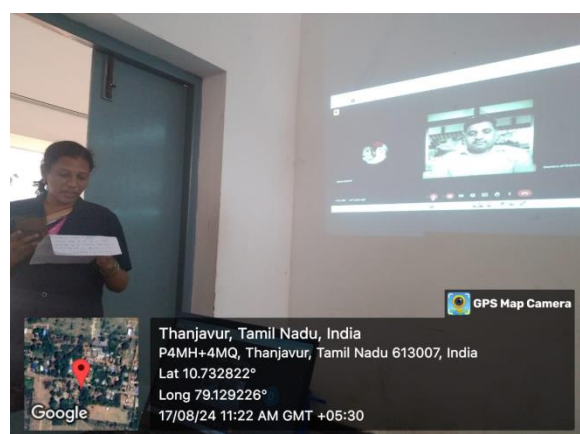 GPS Map Camera
Thanjavur, Tamil Nadu, India
P4MH+4MQ, Thanjavur, Tamil Nadu 613007, India
Lat 10.732822°
Long 79.129226°
17/08/24 11:22 AM GMT +05:30
Google